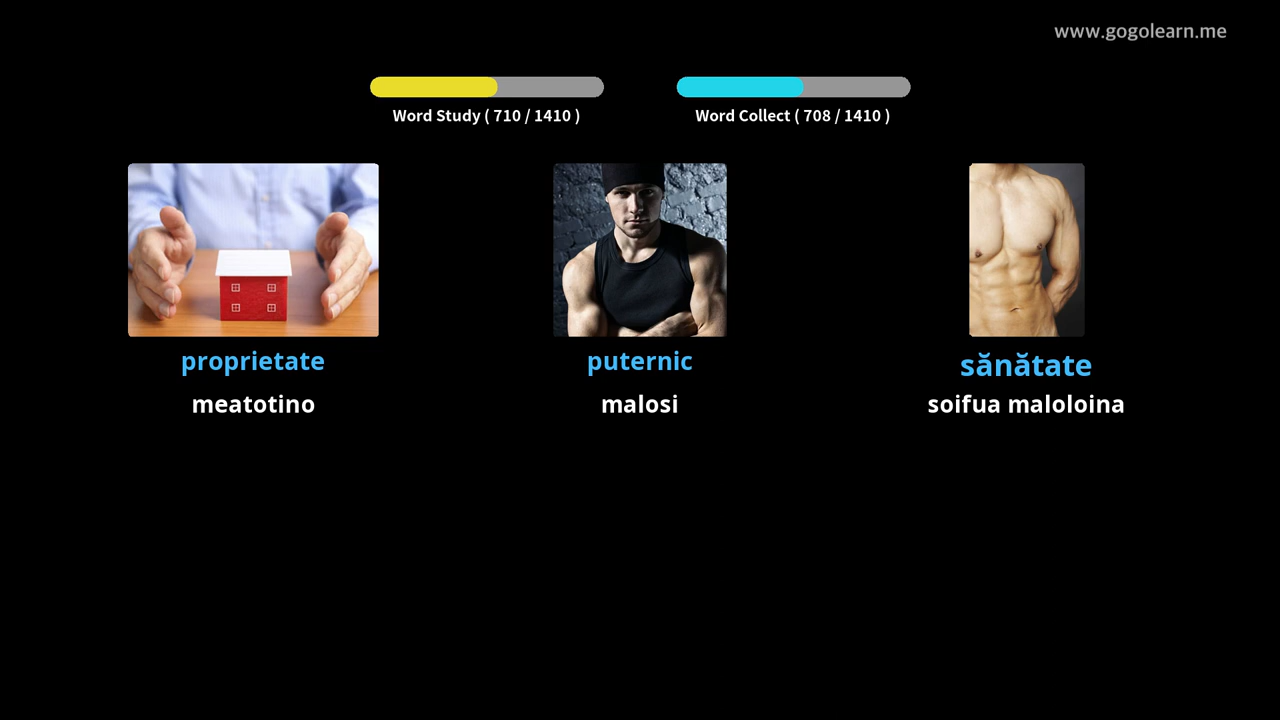 www.gogolearn.me
Word Study ( 710 / 1410 )
Word Collect ( 708 / 1410 )
proprietate
puternic
sănătate
meatotino
malosi
soifua maloloina